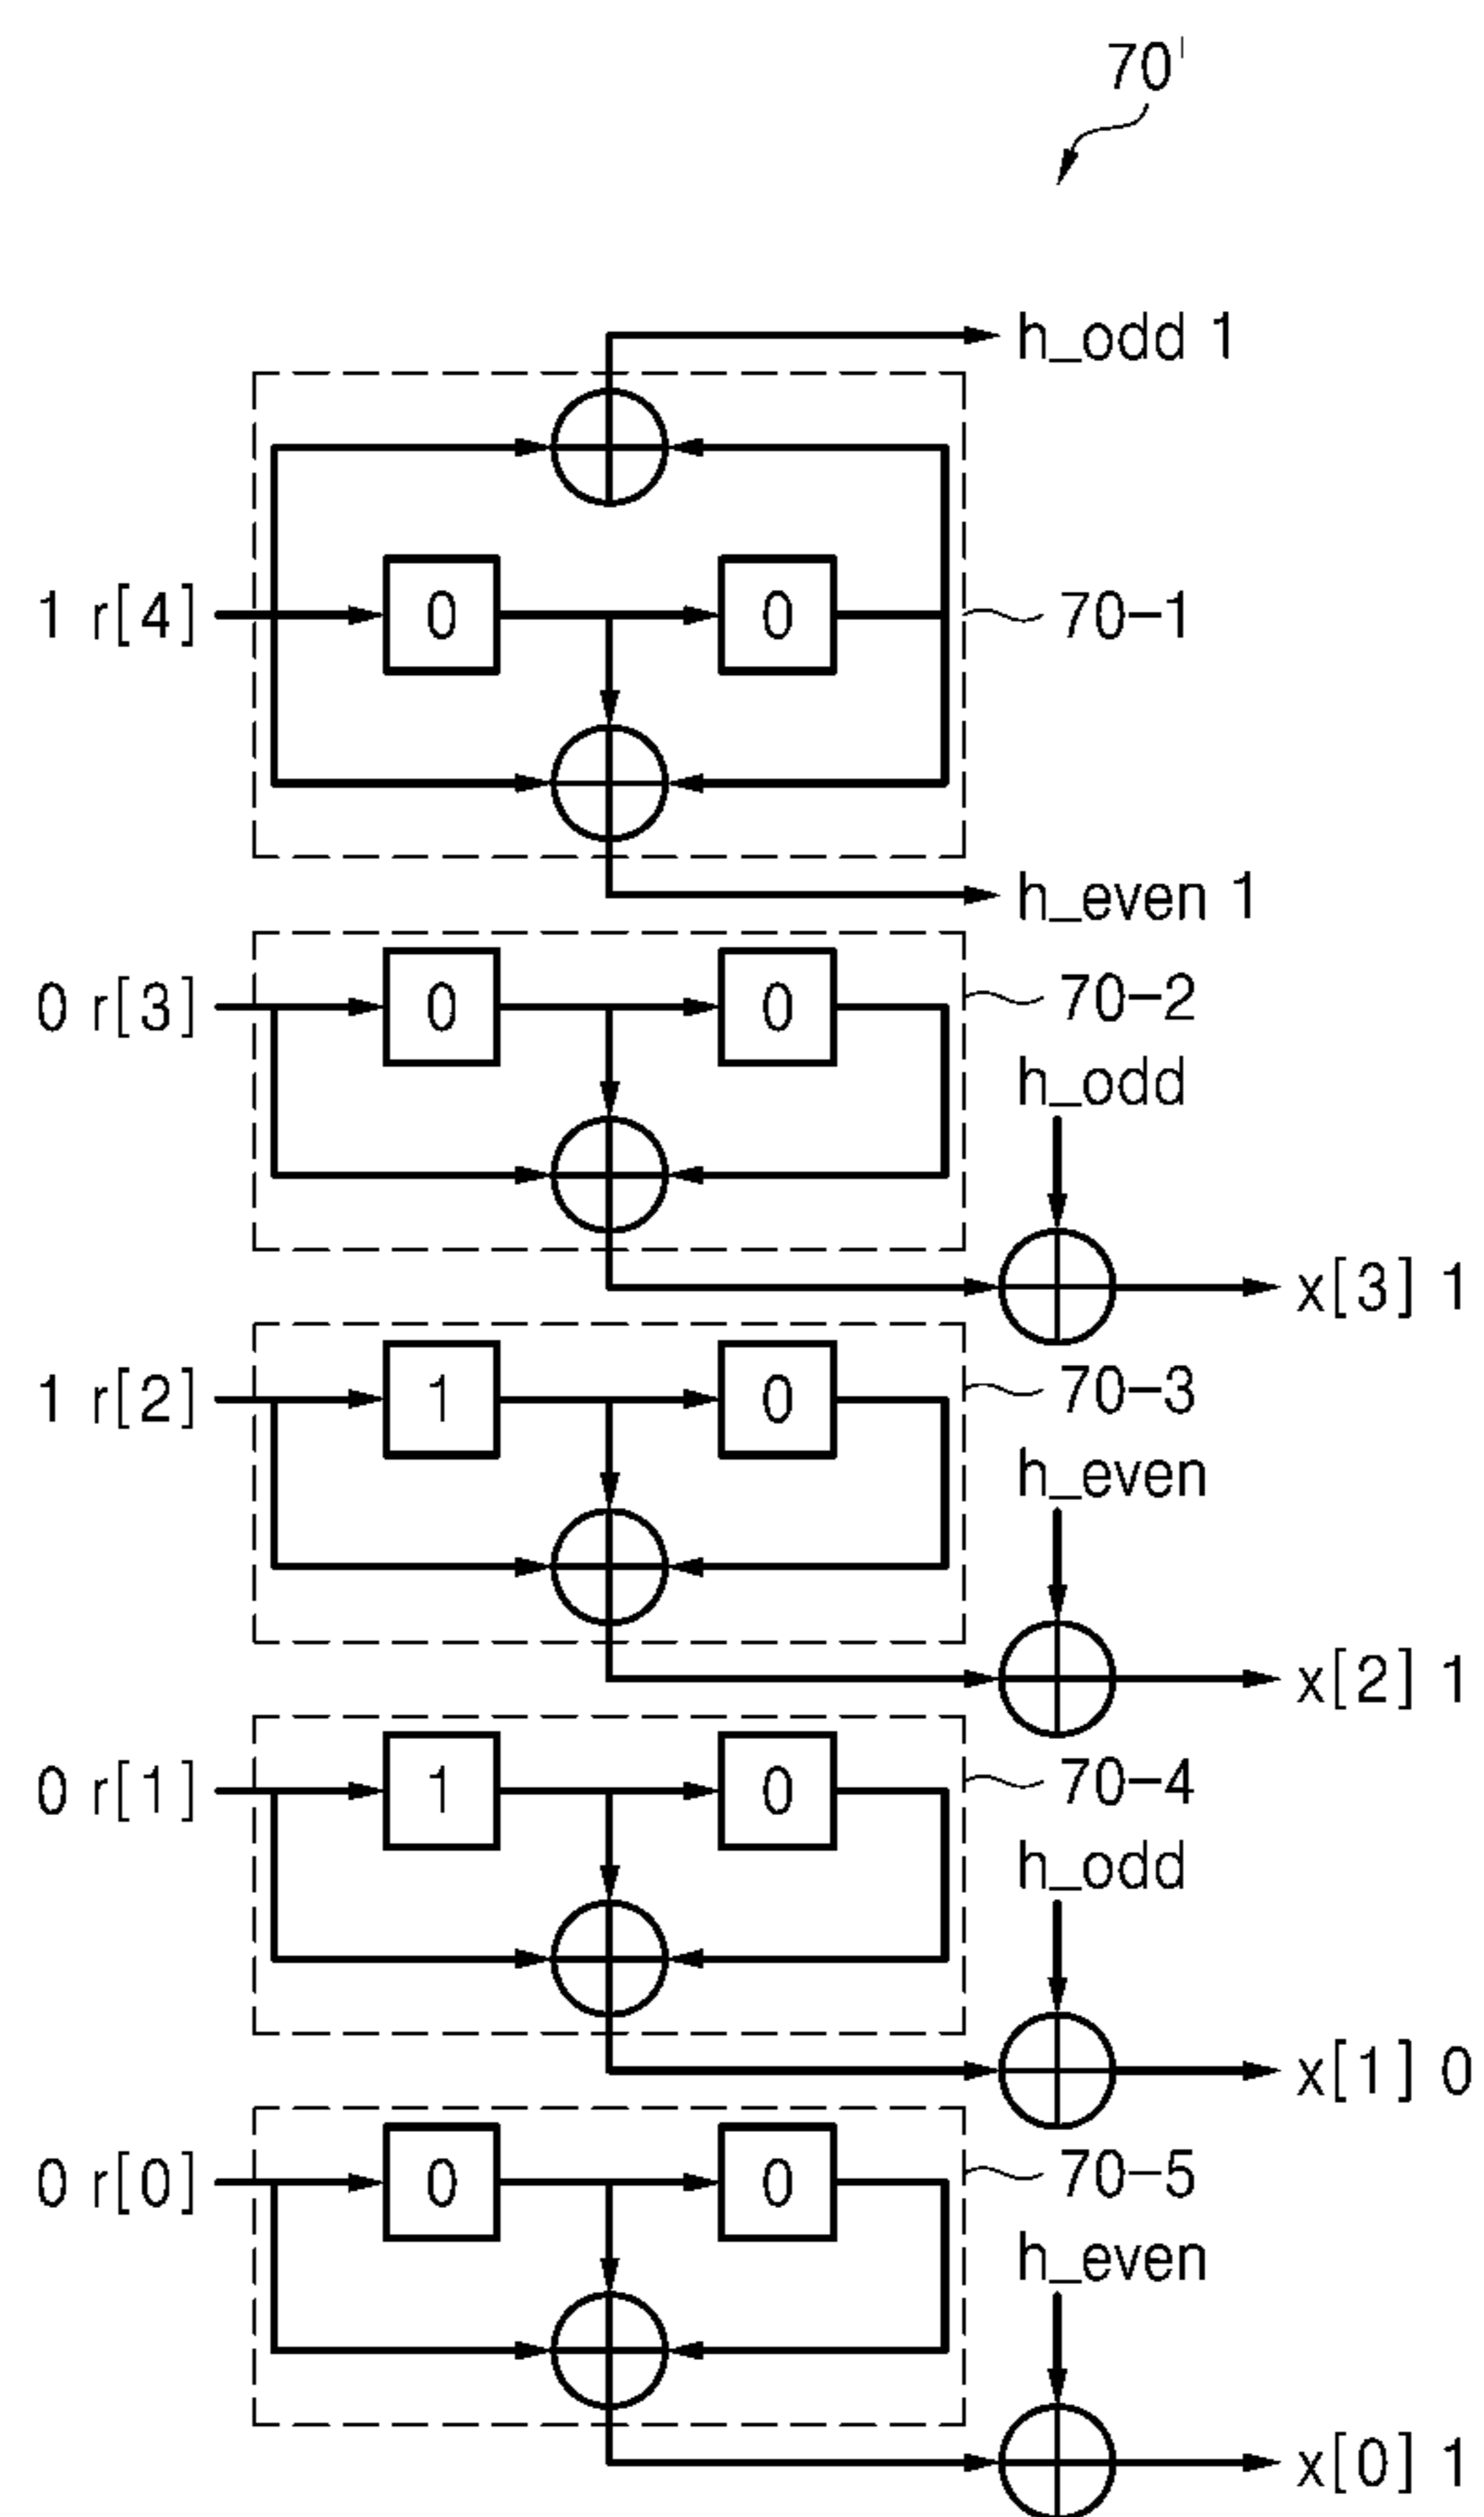 70'
h_odd 1
1 r[4] 0 0 70-1
h_even 1
0 r[3] 0 0 70-2
h_odd
x[3] 1
1 r[2] 1 0 70-3
h_even
x[2] 1
0 r[1] 1 0 70-4
h_odd
x[1] 0
0 r[0] 0 0 70-5
h_even
x[0] 1